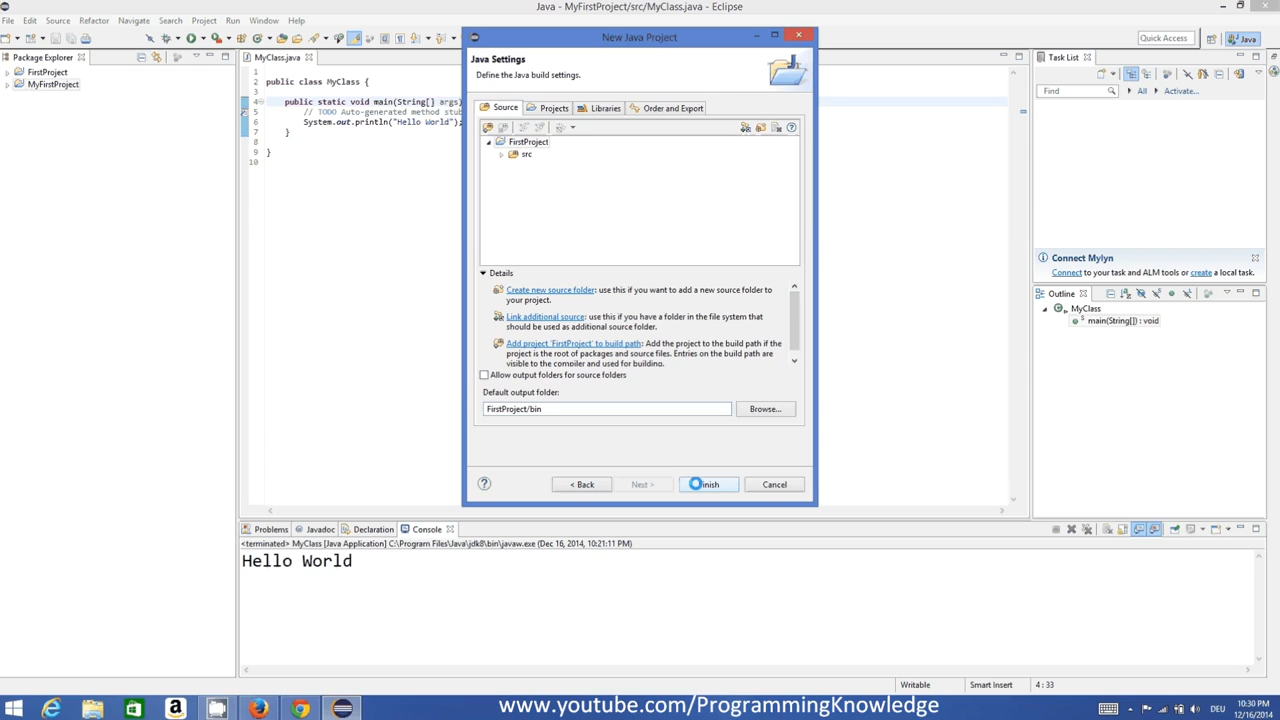 Java - MyFirstProject/src/MyClass.java - Eclipse
File Edit Source Refactor Navigate Search Project Run Window Help
Quick Access
Java
Package Explorer
FirstProject
MyFirstProject
MyClass.java
1
2 public class MyClass {
3
4 public static void main(String[] args)
5 // TODO Auto-generated method stub
6 System.out.println("Hello World");
7 }
8
9 }
10
New Java Project
Java Settings
Define the Java build settings.
Source Projects Libraries Order and Export
FirstProject
src
Details
Create new source folder: use this if you want to add a new source folder to
your project.
Link additional source: use this if you have a folder in the file system that
should be used as additional source folder.
Add project 'FirstProject' to build path: Add the project to the build path if the
project is the root of packages and source files. Entries on the build path are
visible to the compiler and used for building.
Allow output folders for source folders
Default output folder:
FirstProject/bin
Browse...
< Back Next > Finish Cancel
Task List
Find All Activate...
Connect Mylyn
Connect to your task and ALM tools or create a local task.
Outline
MyClass
main(String[]) : void
Problems Javadoc Declaration Console
<terminated> MyClass [Java Application] C:\Program Files\Java\jdk8\bin\javaw.exe (Dec 16, 2014, 10:21:11 PM)
Hello World
Writable Smart Insert 4 : 33
www.youtube.com/ProgrammingKnowledge
DEU
10:30 PM
12/16/2014